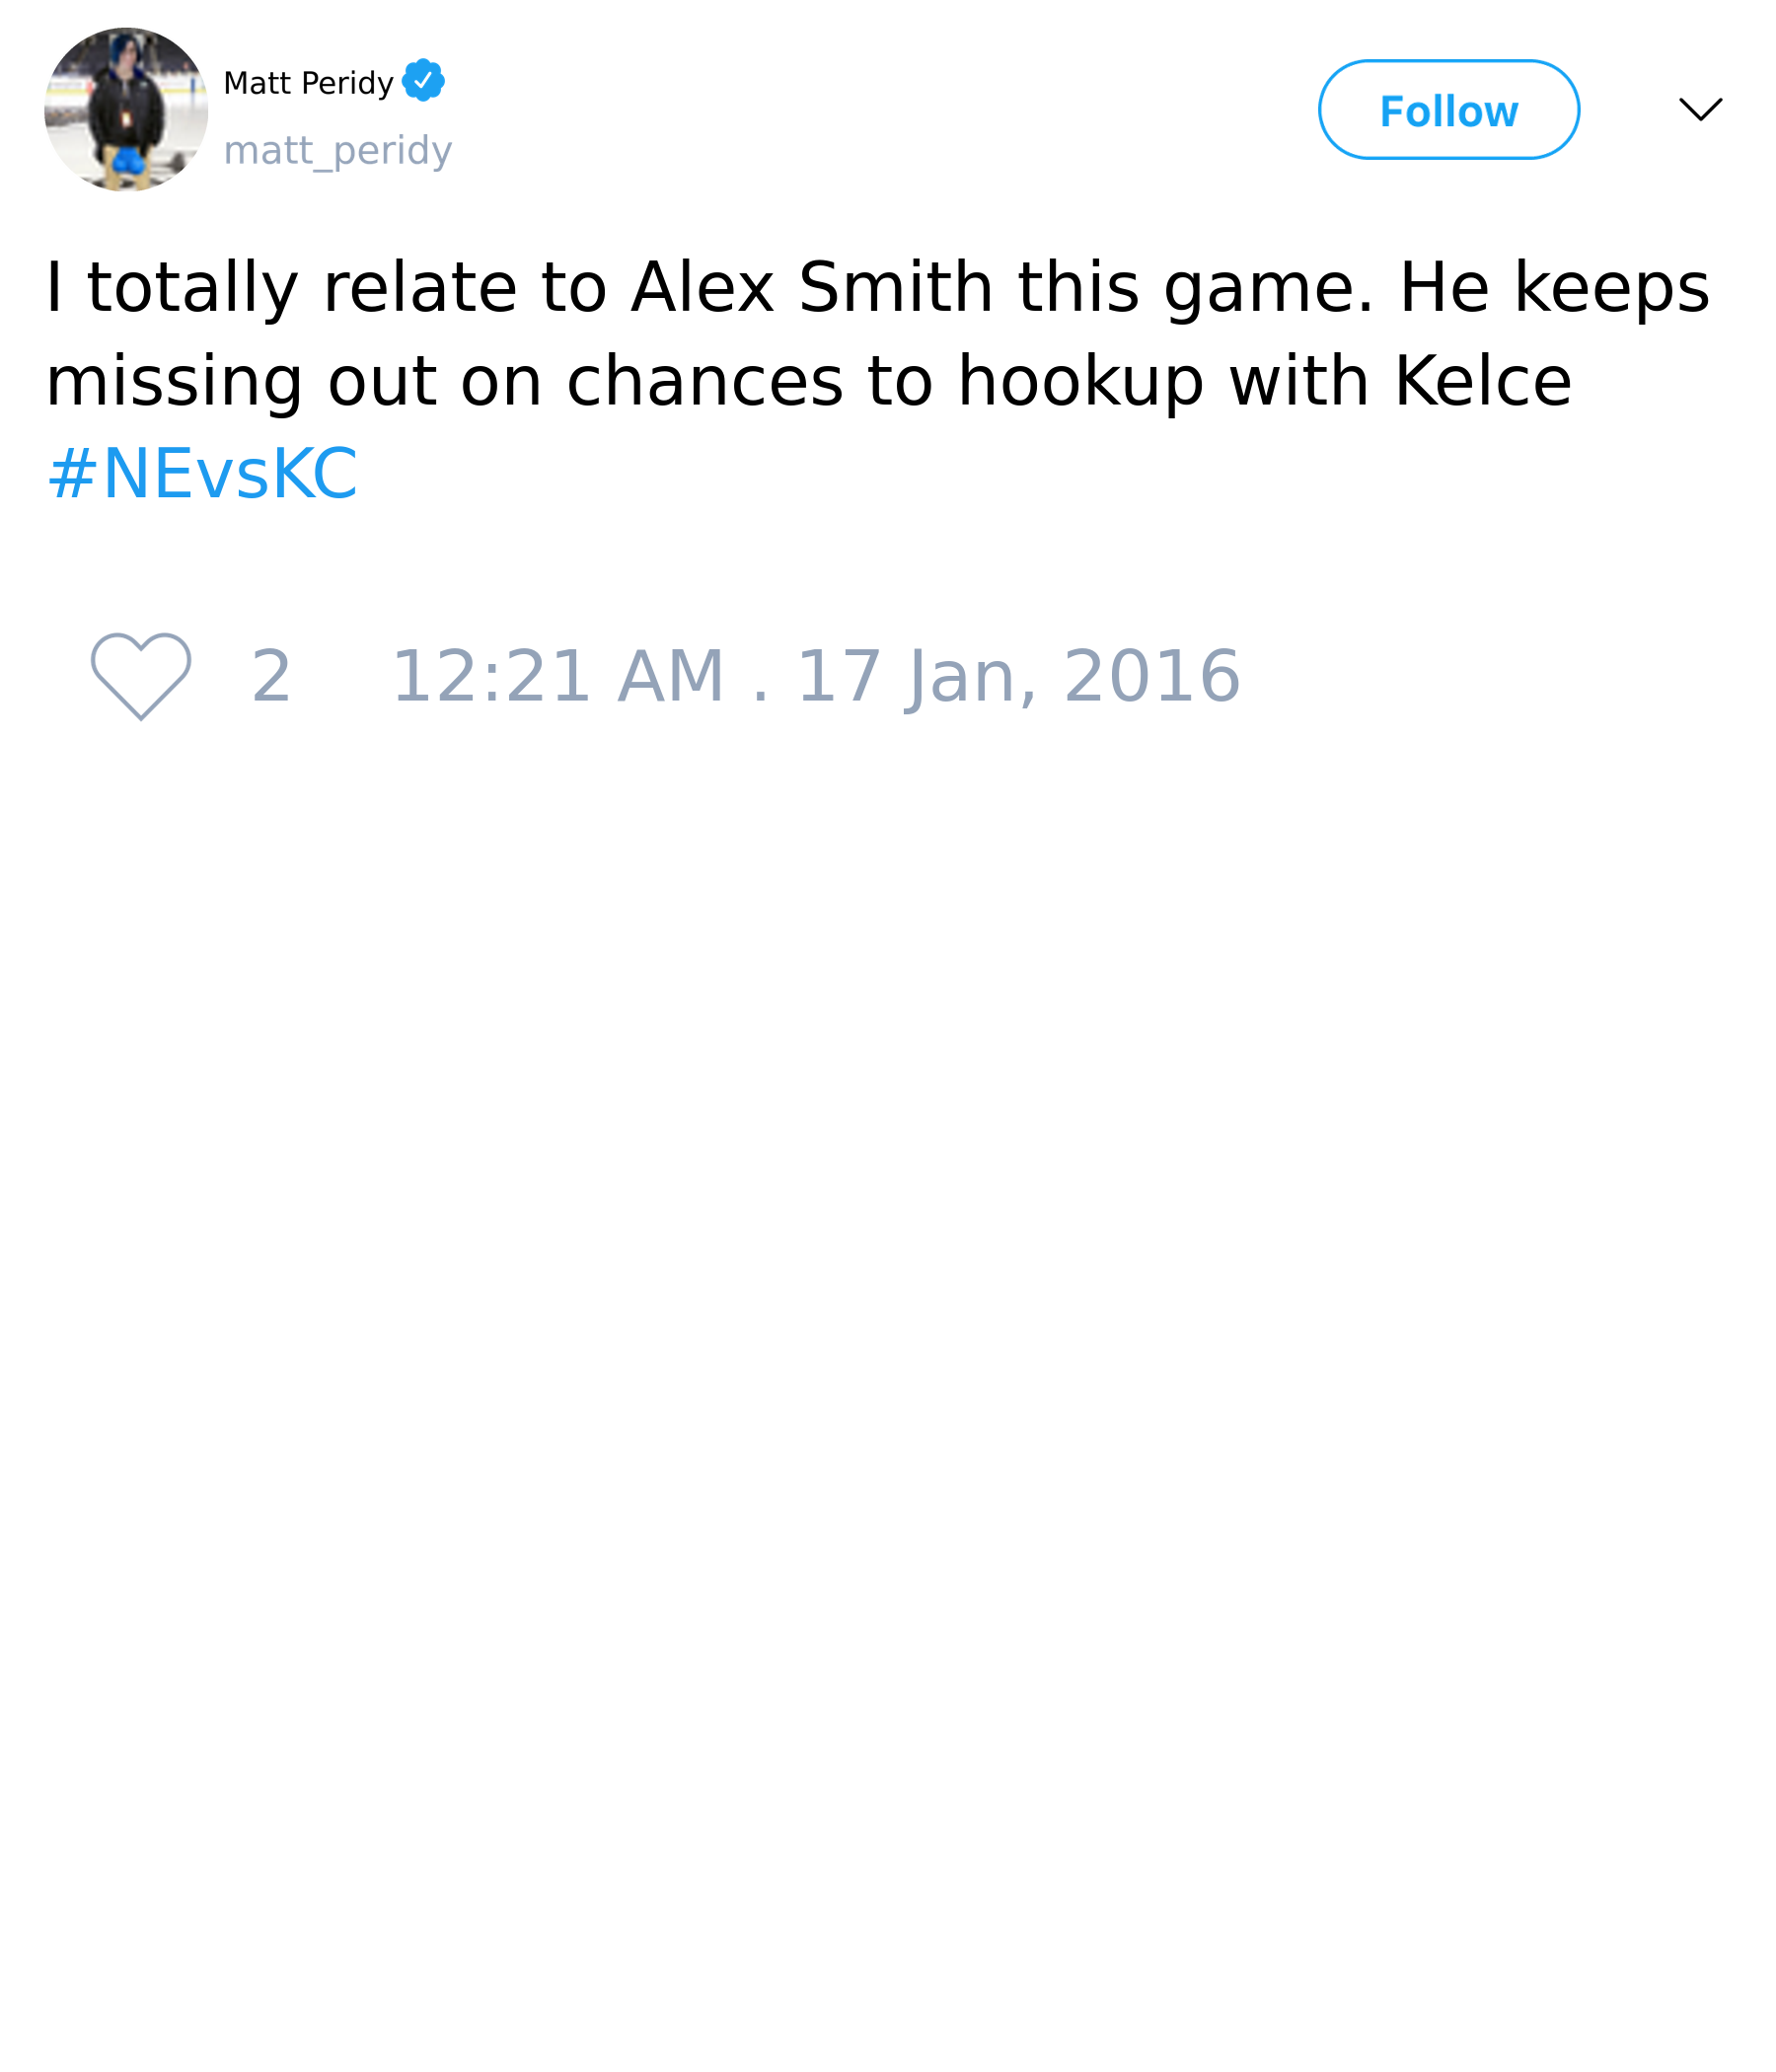 Matt Peridy
matt_peridy
Follow
I totally relate to Alex Smith this game. He keeps
missing out on chances to hookup with Kelce
#NEvsKC
2 12:21 AM . 17 Jan, 2016